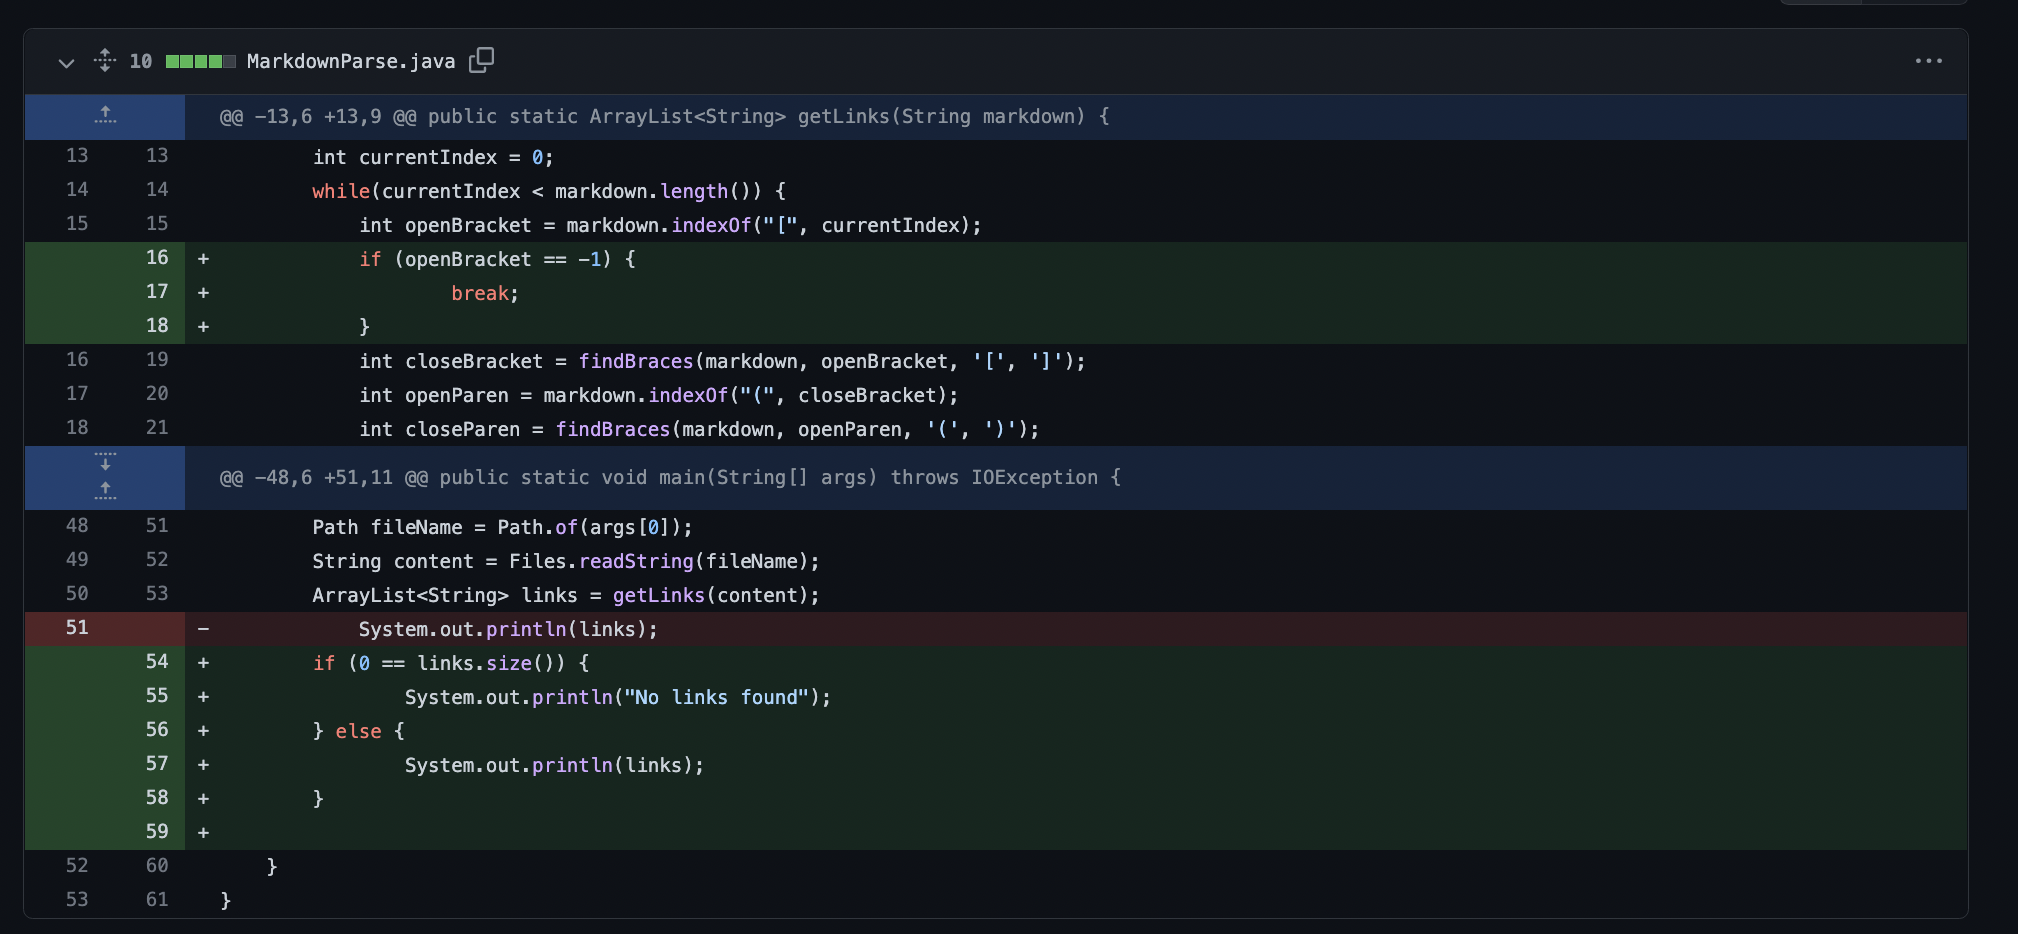 10 MarkdownParse.java
@@ -13,6 +13,9 @@ public static ArrayList<String> getLinks(String markdown) {
13 13 int currentIndex = 0;
14 14 while(currentIndex < markdown.length()) {
15 15 int openBracket = markdown.indexOf("[", currentIndex);
16 + if (openBracket == -1) {
17 + break;
18 + }
16 19 int closeBracket = findBraces(markdown, openBracket, '[', ']');
17 20 int openParen = markdown.indexOf("(", closeBracket);
18 21 int closeParen = findBraces(markdown, openParen, '(', ')');
@@ -48,6 +51,11 @@ public static void main(String[] args) throws IOException {
48 51 Path fileName = Path.of(args[0]);
49 52 String content = Files.readString(fileName);
50 53 ArrayList<String> links = getLinks(content);
51 - System.out.println(links);
54 + if (0 == links.size()) {
55 + System.out.println("No links found");
56 + } else {
57 + System.out.println(links);
58 + }
59 +
52 60 }
53 61 }